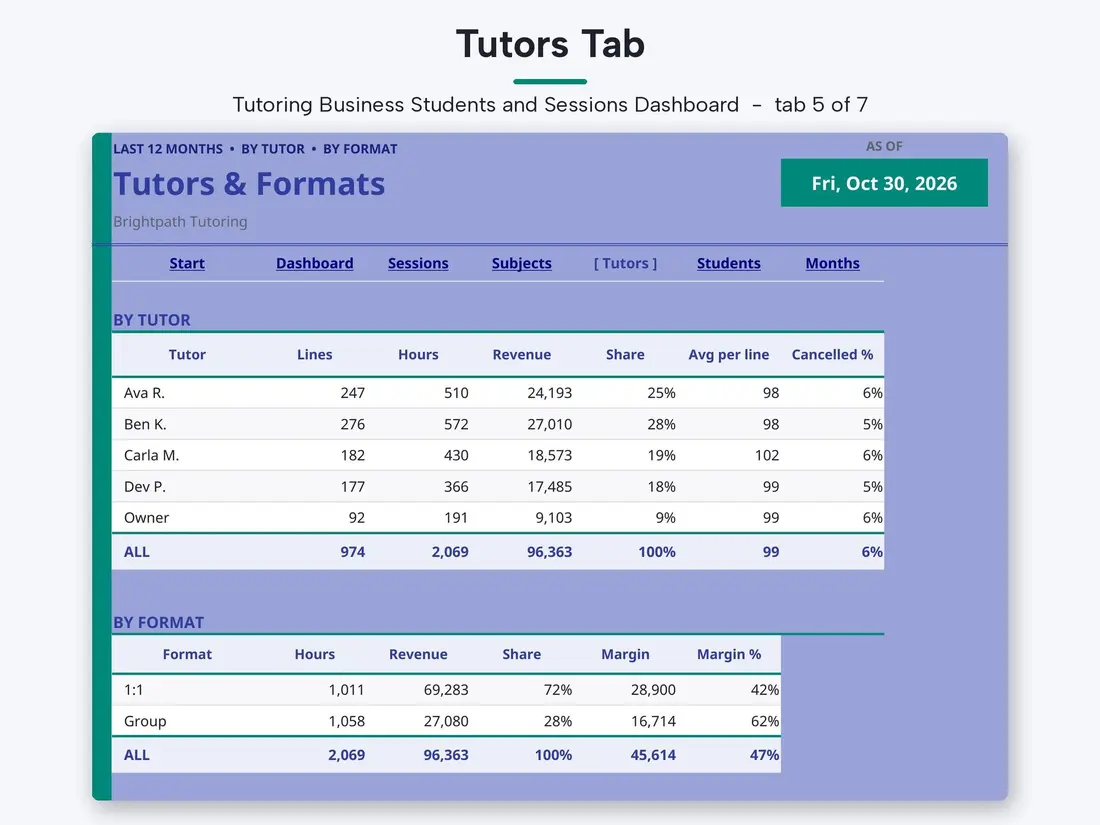 Tutors Tab
Tutoring Business Students and Sessions Dashboard – tab 5 of 7
LAST 12 MONTHS • BY TUTOR • BY FORMAT
AS OF
Tutors & Formats
Fri, Oct 30, 2026
Brightpath Tutoring
Start Dashboard Sessions Subjects [ Tutors ] Students Months
BY TUTOR
Tutor Lines Hours Revenue Share Avg per line Cancelled %
Ava R. 247 510 24,193 25% 98 6%
Ben K. 276 572 27,010 28% 98 5%
Carla M. 182 430 18,573 19% 102 6%
Dev P. 177 366 17,485 18% 99 5%
Owner 92 191 9,103 9% 99 6%
ALL 974 2,069 96,363 100% 99 6%
BY FORMAT
Format Hours Revenue Share Margin Margin %
1:1 1,011 69,283 72% 28,900 42%
Group 1,058 27,080 28% 16,714 62%
ALL 2,069 96,363 100% 45,614 47%